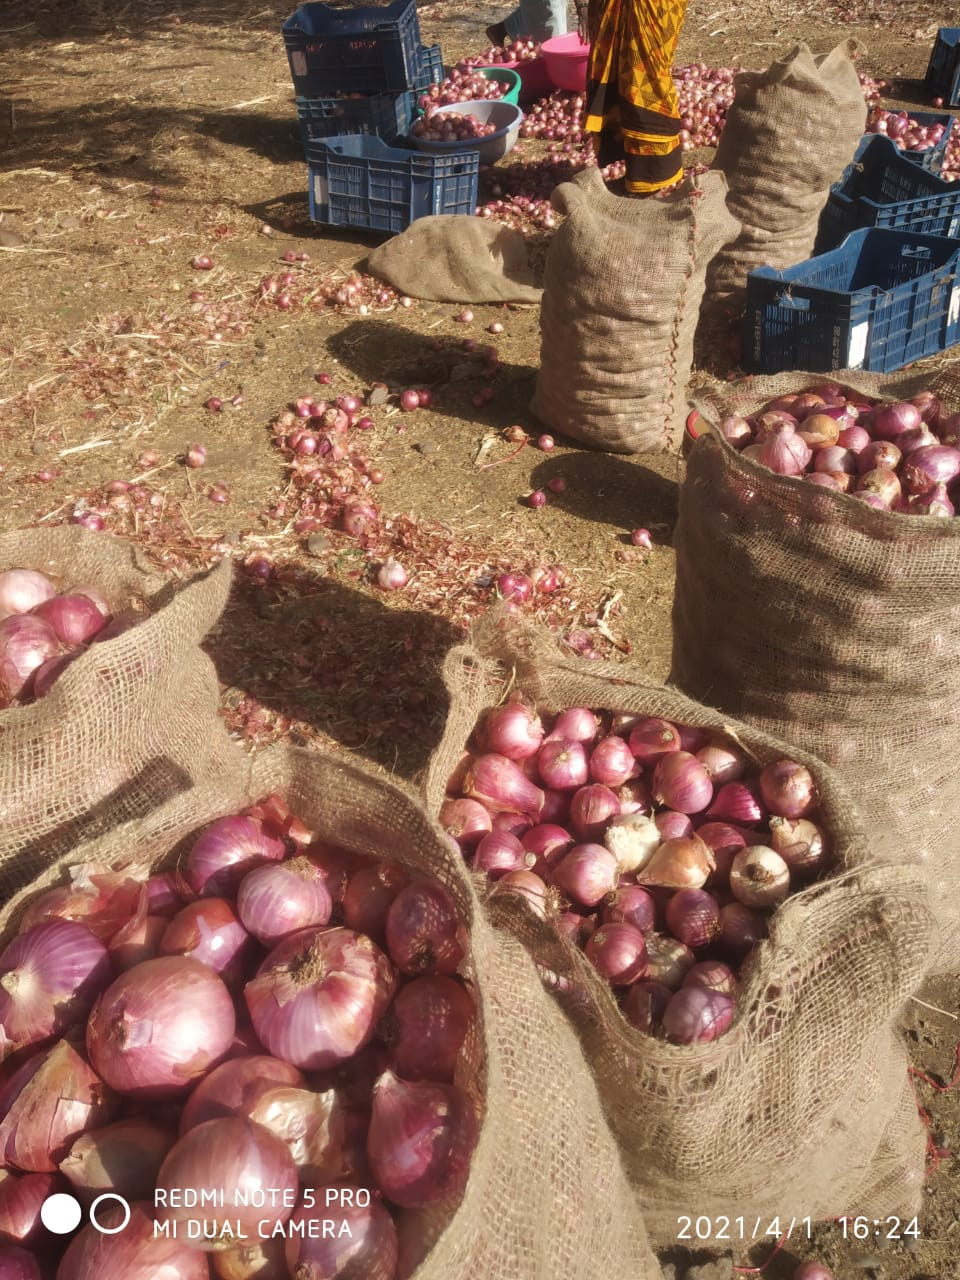 REDMI NOTE 5 PRO
MI DUAL CAMERA
2021/4/1 16:24